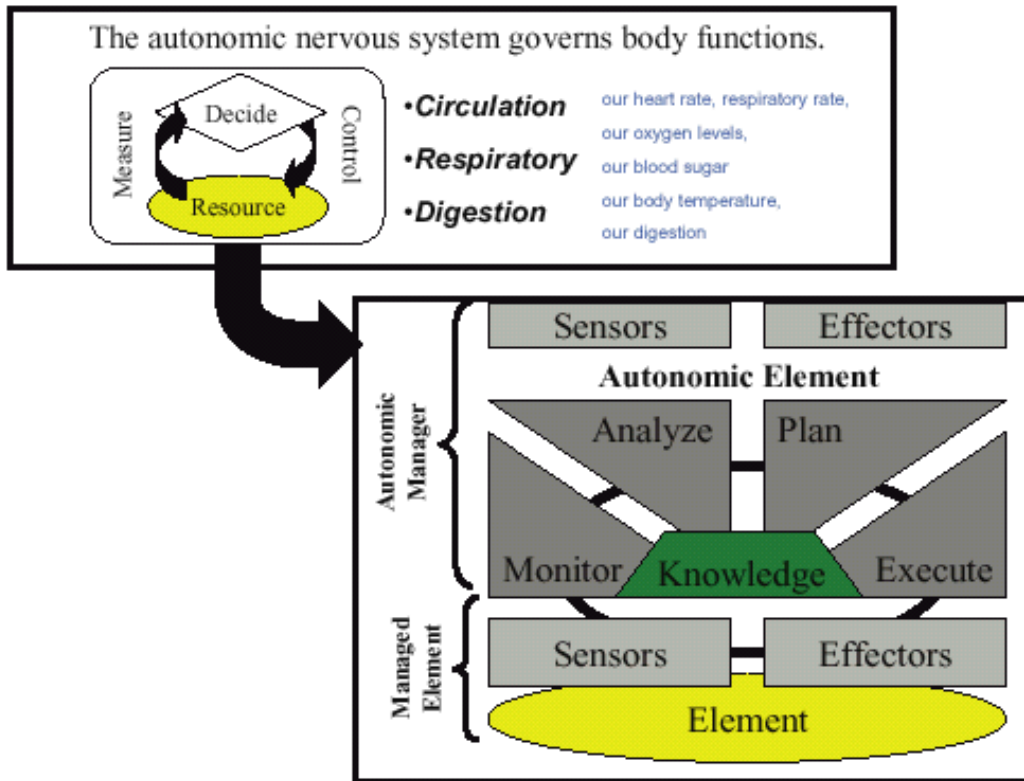 The autonomic nervous system governs body functions.
Measure
Decide
Control
Resource
•Circulation
•Respiratory
•Digestion
our heart rate, respiratory rate,
our oxygen levels,
our blood sugar
our body temperature,
our digestion
Sensors
Effectors
Autonomic Element
Autonomic
Manager
Analyze
Plan
Monitor
Knowledge
Execute
Managed
Element
Sensors
Effectors
Element